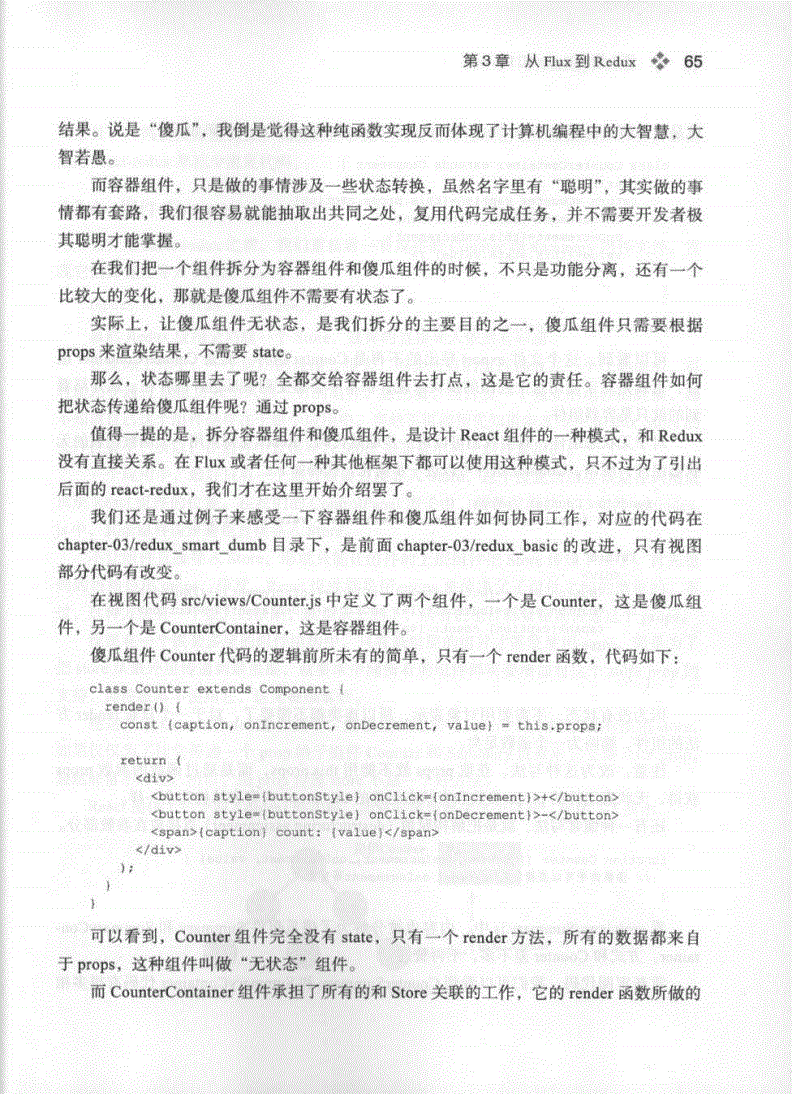 第3章 从 Flux 到 Redux 65
结果。说是“傻瓜”，我倒是觉得这种纯函数实现反而体现了计算机编程中的大智慧，大
智若愚。
而容器组件，只是做的事情涉及一些状态转换，虽然名字里有“聪明”，其实做的事
情都有套路，我们很容易就能抽取出共同之处，复用代码完成任务，并不需要开发者极
其聪明才能掌握。
在我们把一个组件拆分为容器组件和傻瓜组件的时候，不只是功能分离，还有一个
比较大的变化，那就是傻瓜组件不需要有状态了。
实际上，让傻瓜组件无状态，是我们拆分的主要目的之一，傻瓜组件只需要根据
props 来渲染结果，不需要 state。
那么，状态哪里去了呢？全都交给容器组件去打点，这是它的责任。容器组件如何
把状态传递给傻瓜组件呢？通过 props。
值得一提的是，拆分容器组件和傻瓜组件，是设计 React 组件的一种模式，和 Redux
没有直接关系。在 Flux 或者任何一种其他框架下都可以使用这种模式，只不过为了引出
后面的 react-redux，我们才在这里开始介绍罢了。
我们还是通过例子来感受一下容器组件和傻瓜组件如何协同工作，对应的代码在
chapter-03/redux_smart_dumb 目录下，是前面 chapter-03/redux_basic 的改进，只有视图
部分代码有改变。
在视图代码 src/views/Counter.js 中定义了两个组件，一个是 Counter，这是傻瓜组
件，另一个是 CounterContainer，这是容器组件。
傻瓜组件 Counter 代码的逻辑前所未有的简单，只有一个 render 函数，代码如下：
class Counter extends Component {
render() {
const {caption, onIncrement, onDecrement, value} = this.props;
return (
<div>
<button style={buttonStyle} onClick={onIncrement}>+</button>
<button style={buttonStyle} onClick={onDecrement}>-</button>
<span>{caption} count: {value}</span>
</div>
);
}
}
可以看到，Counter 组件完全没有 state，只有一个 render 方法，所有的数据都来自
于 props，这种组件叫做“无状态”组件。
而 CounterContainer 组件承担了所有的和 Store 关联的工作，它的 render 函数所做的